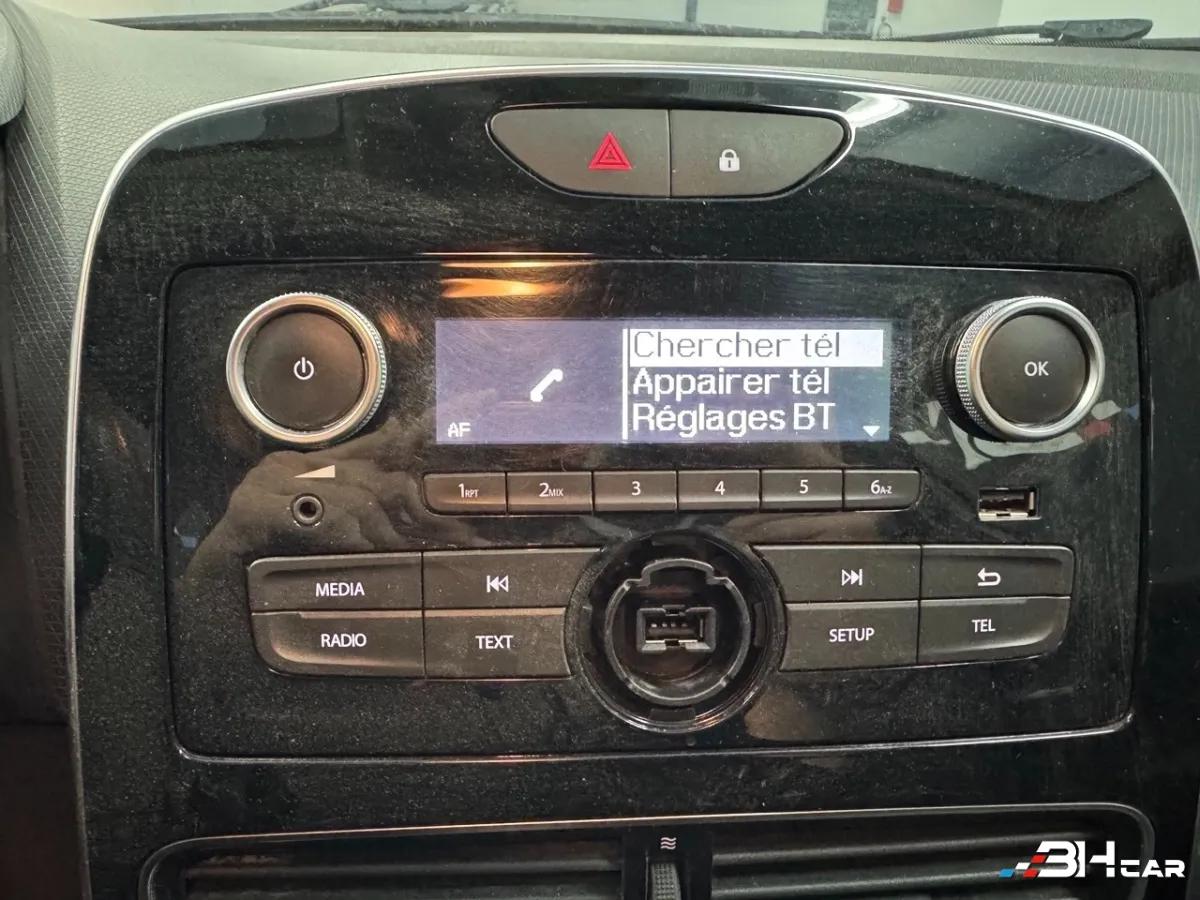 Chercher tél
Appairer tél
Réglages BT
AF
OK
1RPT 2MIX 3 4 5 6A-Z
MEDIA
RADIO TEXT SETUP TEL
3HCAR